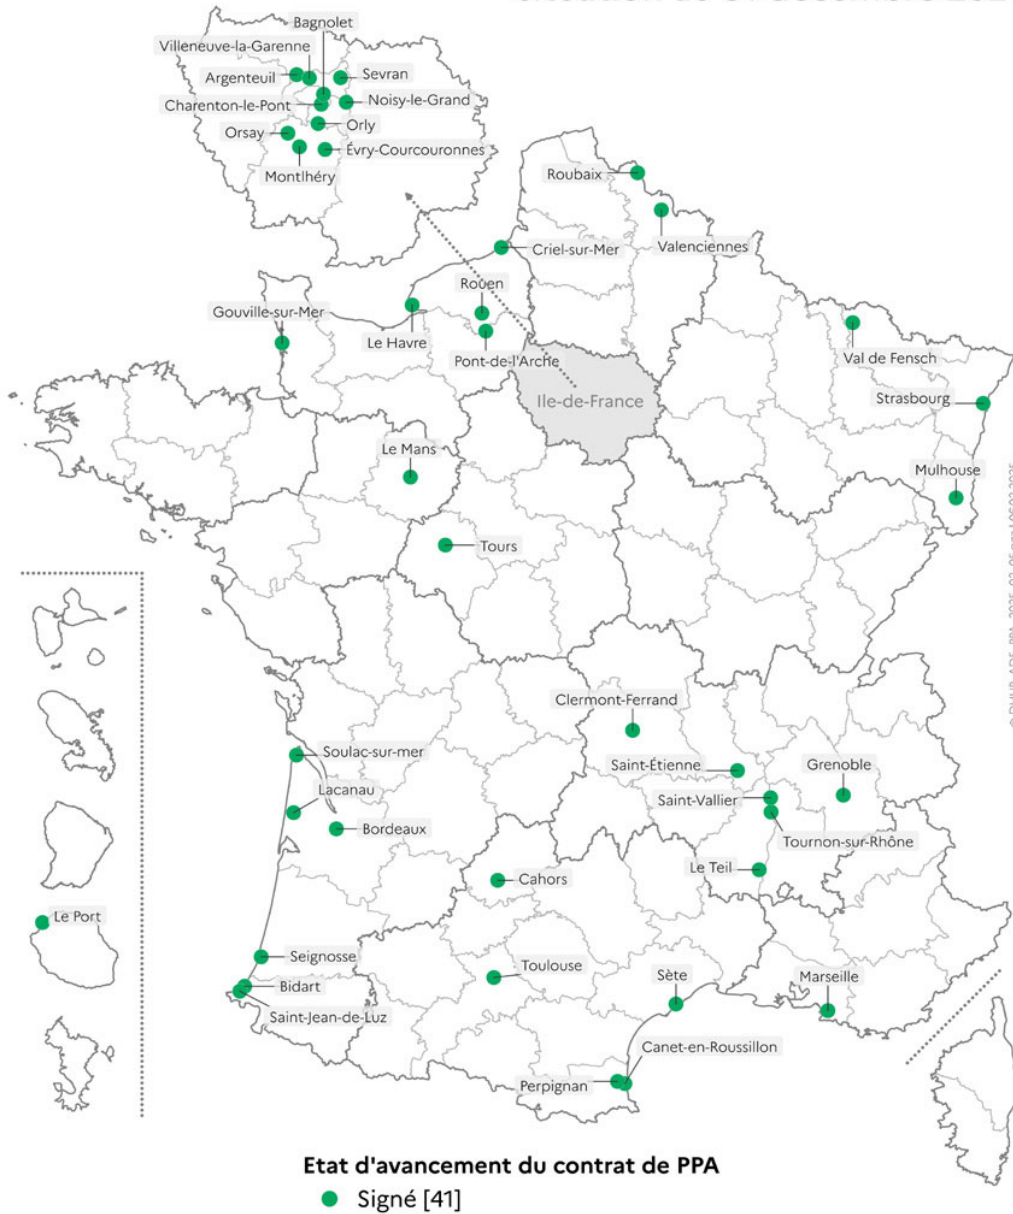 Bagnolet
Villeneuve-la-Garenne
Argenteuil
Sevran
Charenton-le-Pont
Noisy-le-Grand
Orly
Orsay
Évry-Courcouronnes
Montlhéry
Roubaix
Valenciennes
Criel-sur-Mer
Rouen
Gouville-sur-Mer
Le Havre
Pont-de-l'Arche
Val de Fensch
Ile-de-France
Strasbourg
Le Mans
Mulhouse
Tours
Clermont-Ferrand
Soulac-sur-mer
Saint-Étienne
Grenoble
Lacanau
Saint-Vallier
Bordeaux
Tournon-sur-Rhône
Le Teil
Cahors
Le Port
Seignosse
Toulouse
Sète
Marseille
Bidart
Saint-Jean-de-Luz
Canet-en-Roussillon
Perpignan
Etat d'avancement du contrat de PPA
Signé [41]